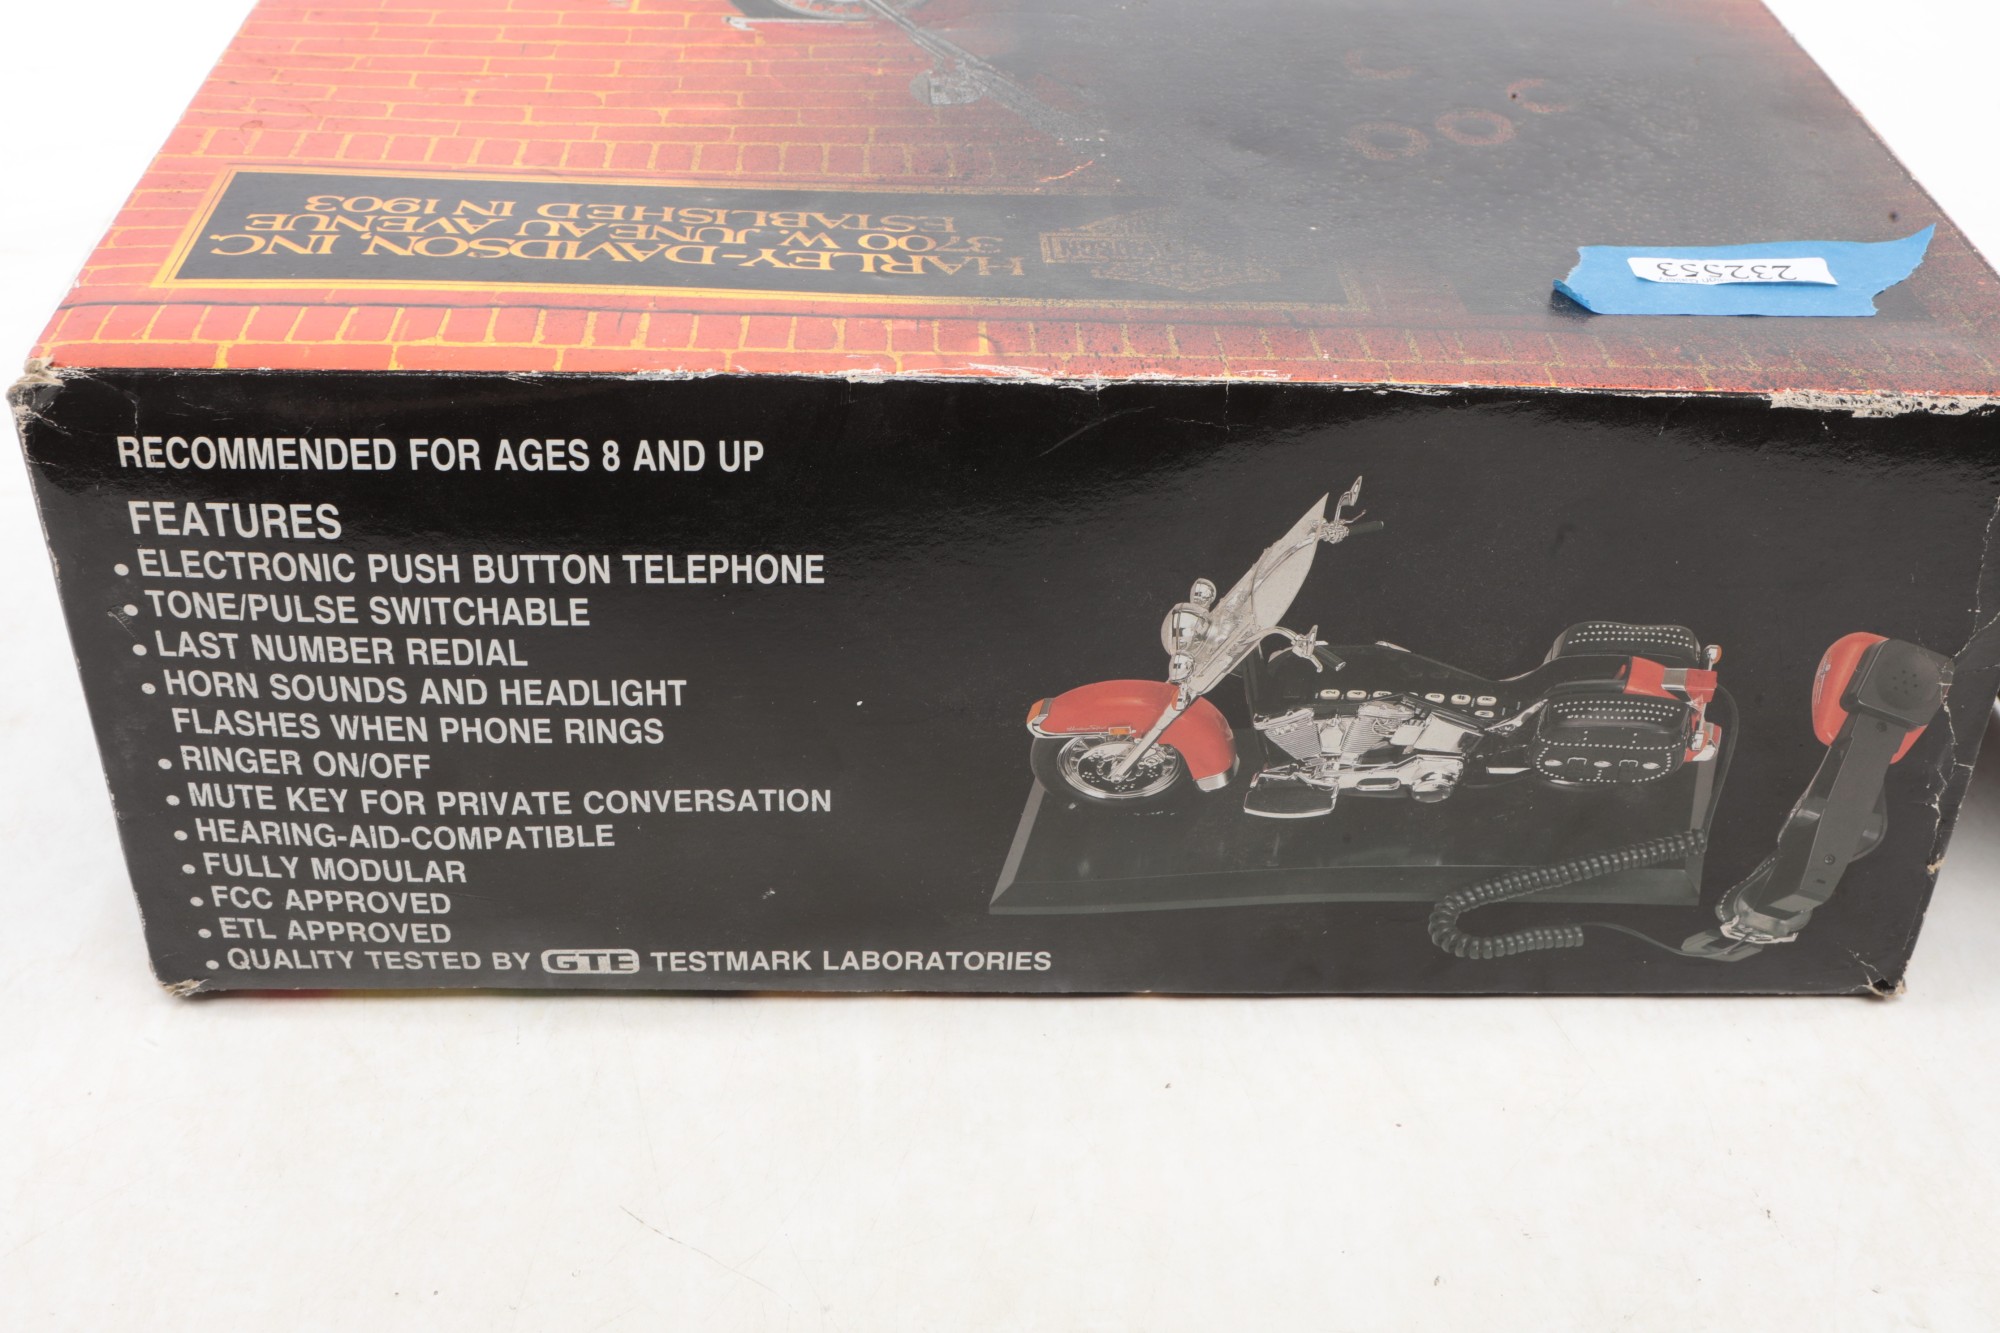 HARLEY-DAVIDSON, INC.
3700 W. JUNEAU AVENUE
ESTABLISHED IN 1903
232553
RECOMMENDED FOR AGES 8 AND UP
FEATURES
• ELECTRONIC PUSH BUTTON TELEPHONE
• TONE/PULSE SWITCHABLE
• LAST NUMBER REDIAL
• HORN SOUNDS AND HEADLIGHT
FLASHES WHEN PHONE RINGS
• RINGER ON/OFF
• MUTE KEY FOR PRIVATE CONVERSATION
• HEARING-AID-COMPATIBLE
• FULLY MODULAR
• FCC APPROVED
• ETL APPROVED
• QUALITY TESTED BY GTE TESTMARK LABORATORIES